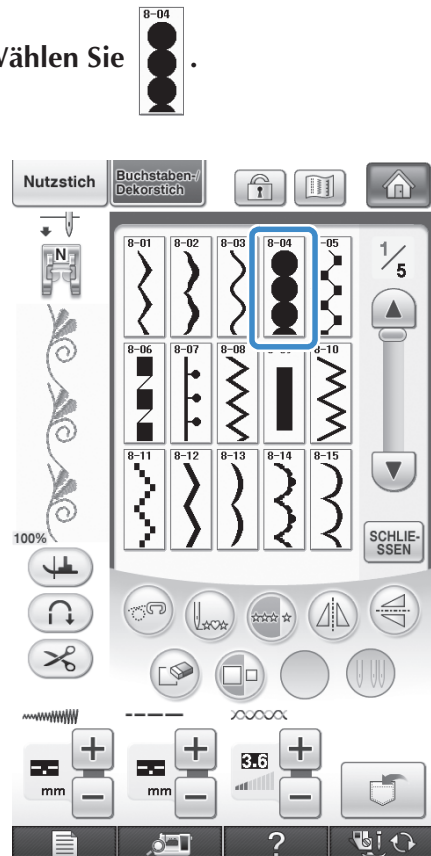 8-04
Wählen Sie .
Nutzstich
Buchstaben-/
Dekorstich
N
8-01 8-02 8-03 8-04 -05
1/5
8-06 8-07 8-08 8-10
8-11 8-12 8-13 8-14 8-15
100%
SCHLIE-
SSEN
3.6
mm mm
?